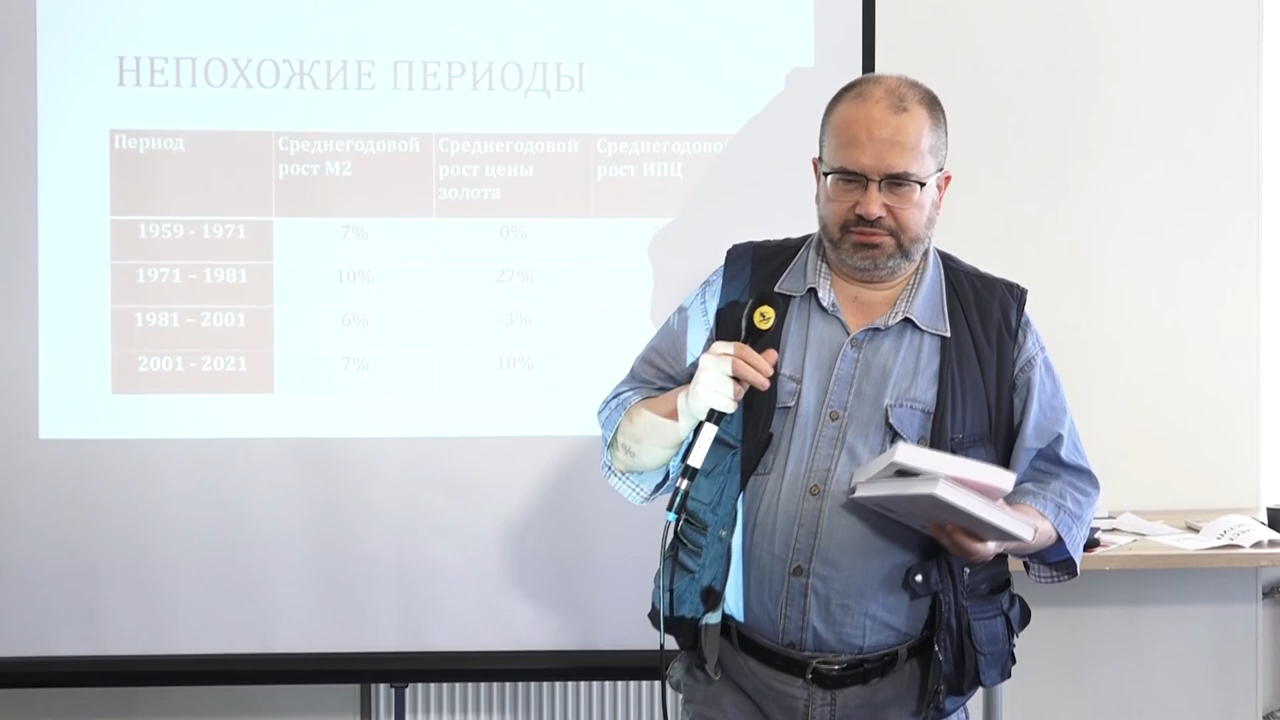 НЕПОХОЖИЕ ПЕРИОДЫ
Период Среднегодовой Среднегодовой Среднегодовой
рост М2 рост цены рост ИПЦ
золота
1959 - 1971 7% 0%
1971 – 1981 10% 27%
1981 – 2001 6% -3%
2001 - 2021 7% 10%